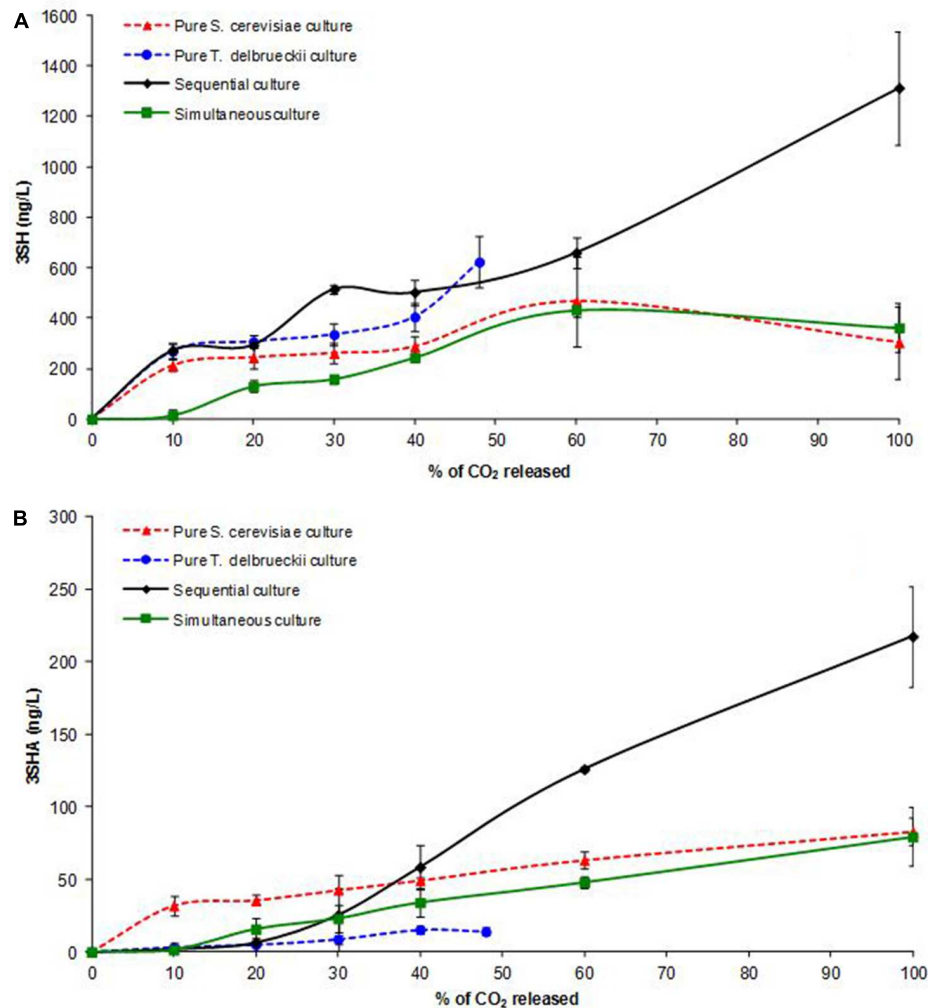 A
1600
1400
1200
1000
800
600
400
200
0
3SH (ng/L)
Pure S. cerevisiae culture
Pure T. delbrueckii culture
Sequential culture
Simultaneous culture
0 10 20 30 40 50 60 70 80 90 100
% of CO₂ released
B
300
250
200
150
100
50
0
3SHA (ng/L)
Pure S. cerevisiae culture
Pure T. delbrueckii culture
Sequential culture
Simultaneous culture
0 10 20 30 40 50 60 70 80 90 100
% of CO₂ released